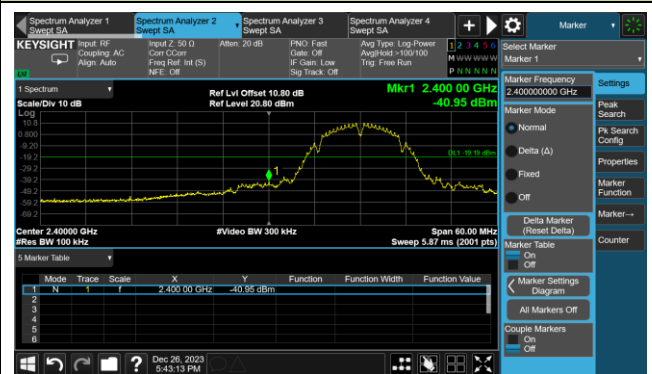 Spectrum Analyzer 1
Swept SA
Spectrum Analyzer 2
Swept SA
Spectrum Analyzer 3
Swept SA
Spectrum Analyzer 4
Swept SA
+
Marker
KEYSIGHT
Input: RF
Coupling: AC
Align: Auto
Input Z: 50 Ω
Corr CCorr
Freq Ref: Int (S)
NFE: Off
Atten: 20 dB
PNO: Fast
Gate: Off
IF Gain: Low
Sig Track: Off
Avg Type: Log-Power
Avg|Hold:>100/100
Trig: Free Run
1 2 3 4 5 6
M W W W W W
P N N N N N
Select Marker
Marker 1
LXI
1 Spectrum
Scale/Div 10 dB
Log
Ref Lvl Offset 10.80 dB
Ref Level 20.80 dBm
Mkr1 2.400 00 GHz
-40.95 dBm
10.8
0.800
-9.20
-19.2
-29.2
-39.2
-49.2
-59.2
-69.2
DL1 -19.19 dBm
1
Center 2.40000 GHz
#Res BW 100 kHz
#Video BW 300 kHz
Span 60.00 MHz
Sweep 5.87 ms (2001 pts)
5 Marker Table
Mode Trace Scale X Y Function Function Width Function Value
1 N 1 f 2.400 00 GHz -40.95 dBm
2
3
4
5
6
Marker Frequency
2.400000000 GHz
Marker Mode
Normal
Delta (Δ)
Fixed
Off
Delta Marker
(Reset Delta)
Marker Table
On
Off
Marker Settings
Diagram
All Markers Off
Couple Markers
On
Off
Settings
Peak
Search
Pk Search
Config
Properties
Marker
Function
Marker→
Counter
?
Dec 26, 2023
5:43:13 PM